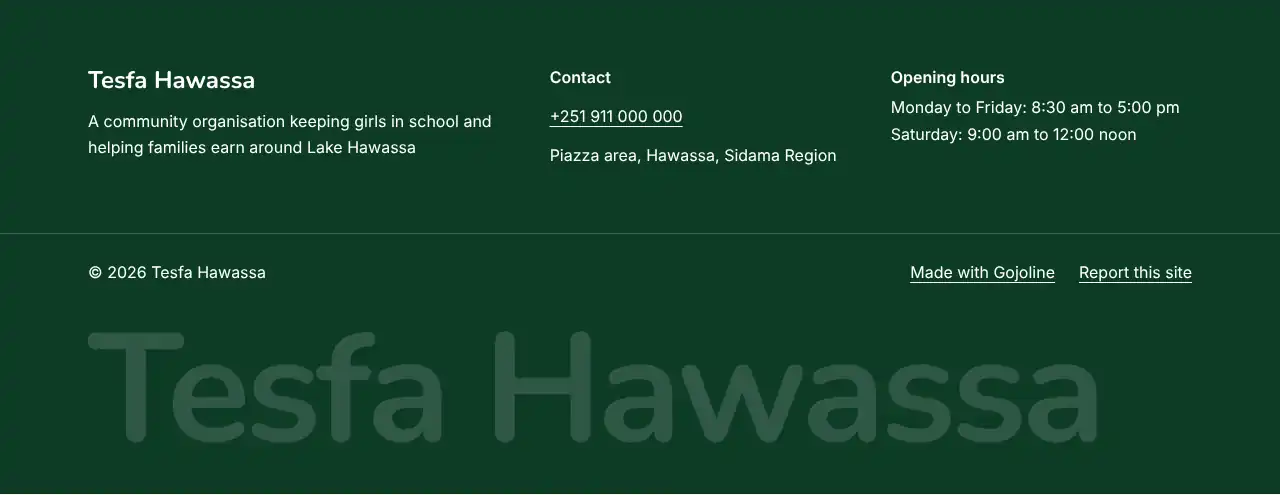 Tesfa Hawassa
A community organisation keeping girls in school and
helping families earn around Lake Hawassa
Contact
+251 911 000 000
Piazza area, Hawassa, Sidama Region
Opening hours
Monday to Friday: 8:30 am to 5:00 pm
Saturday: 9:00 am to 12:00 noon
© 2026 Tesfa Hawassa
Made with Gojoline
Report this site
Tesfa Hawassa